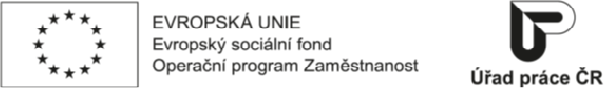 EVROPSKÁ UNIE
Evropský sociální fond
Operační program Zaměstnanost
Úřad práce ČR